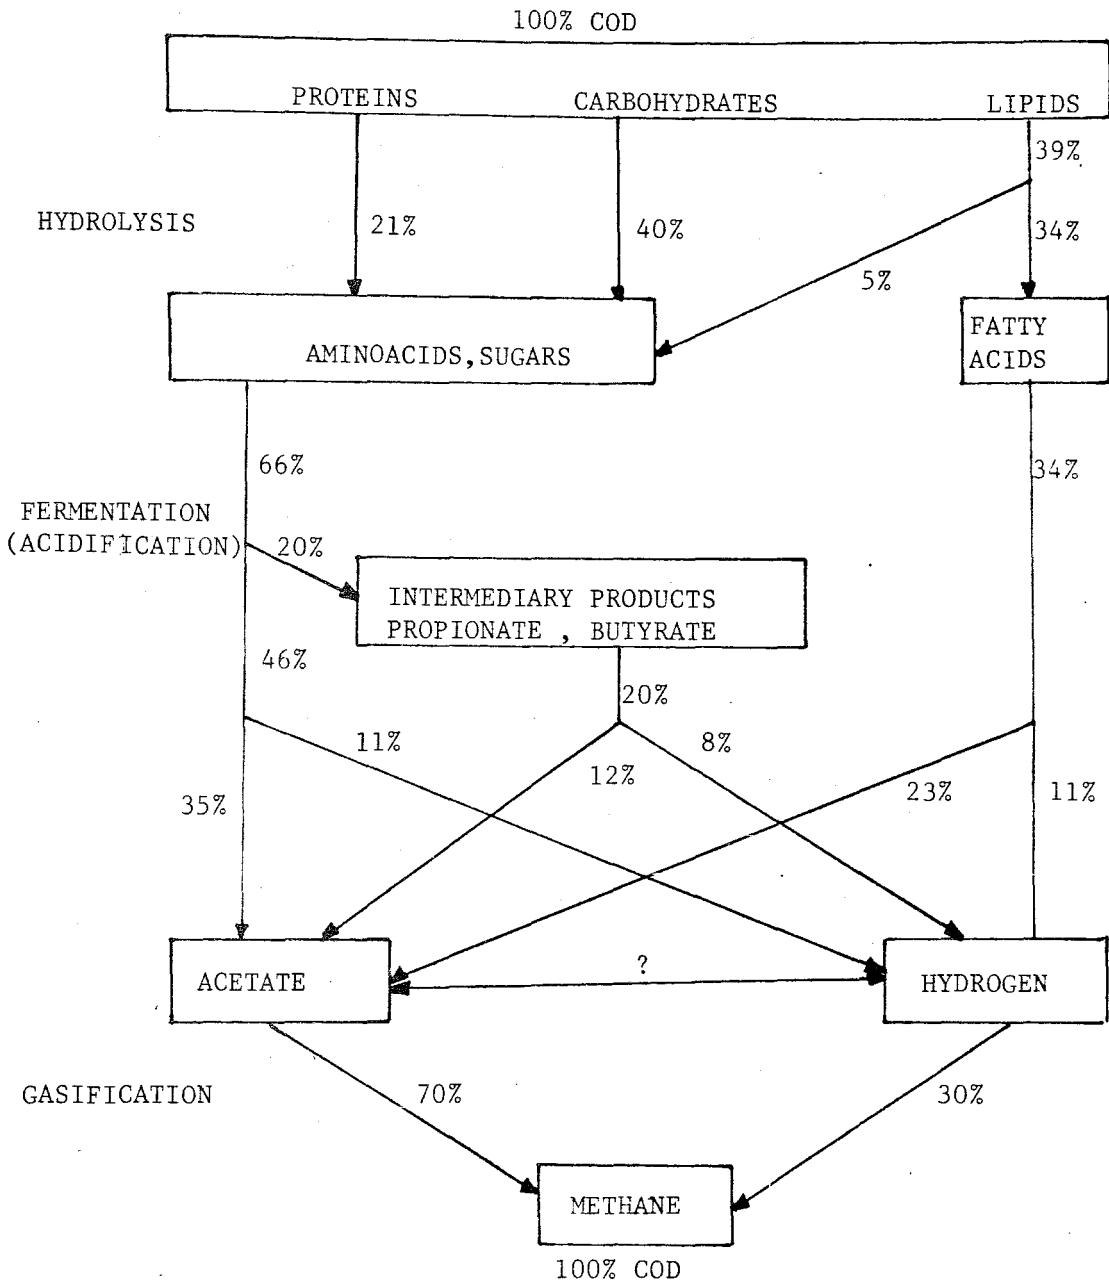 100% COD
PROTEINS CARBOHYDRATES LIPIDS
39%
HYDROLYSIS 21% 40% 34%
5%
AMINOACIDS,SUGARS
FATTY
ACIDS
66% 34%
FERMENTATION
(ACIDIFICATION) 20%
INTERMEDIARY PRODUCTS
PROPIONATE , BUTYRATE
46%
20%
11% 8%
12%
35% 23% 11%
?
ACETATE HYDROGEN
GASIFICATION 70% 30%
METHANE
100% COD